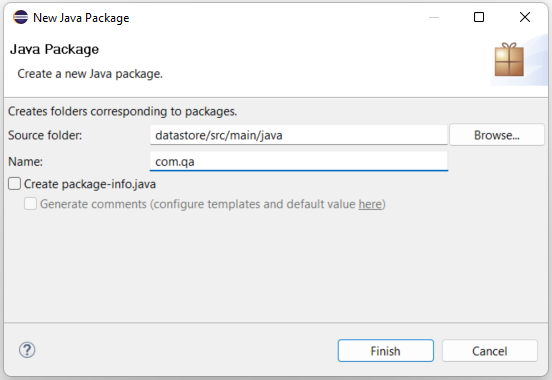 New Java Package
Java Package
Create a new Java package.
Creates folders corresponding to packages.
Source folder: datastore/src/main/java Browse...
Name: com.qa
Create package-info.java
Generate comments (configure templates and default value here)
? Finish Cancel